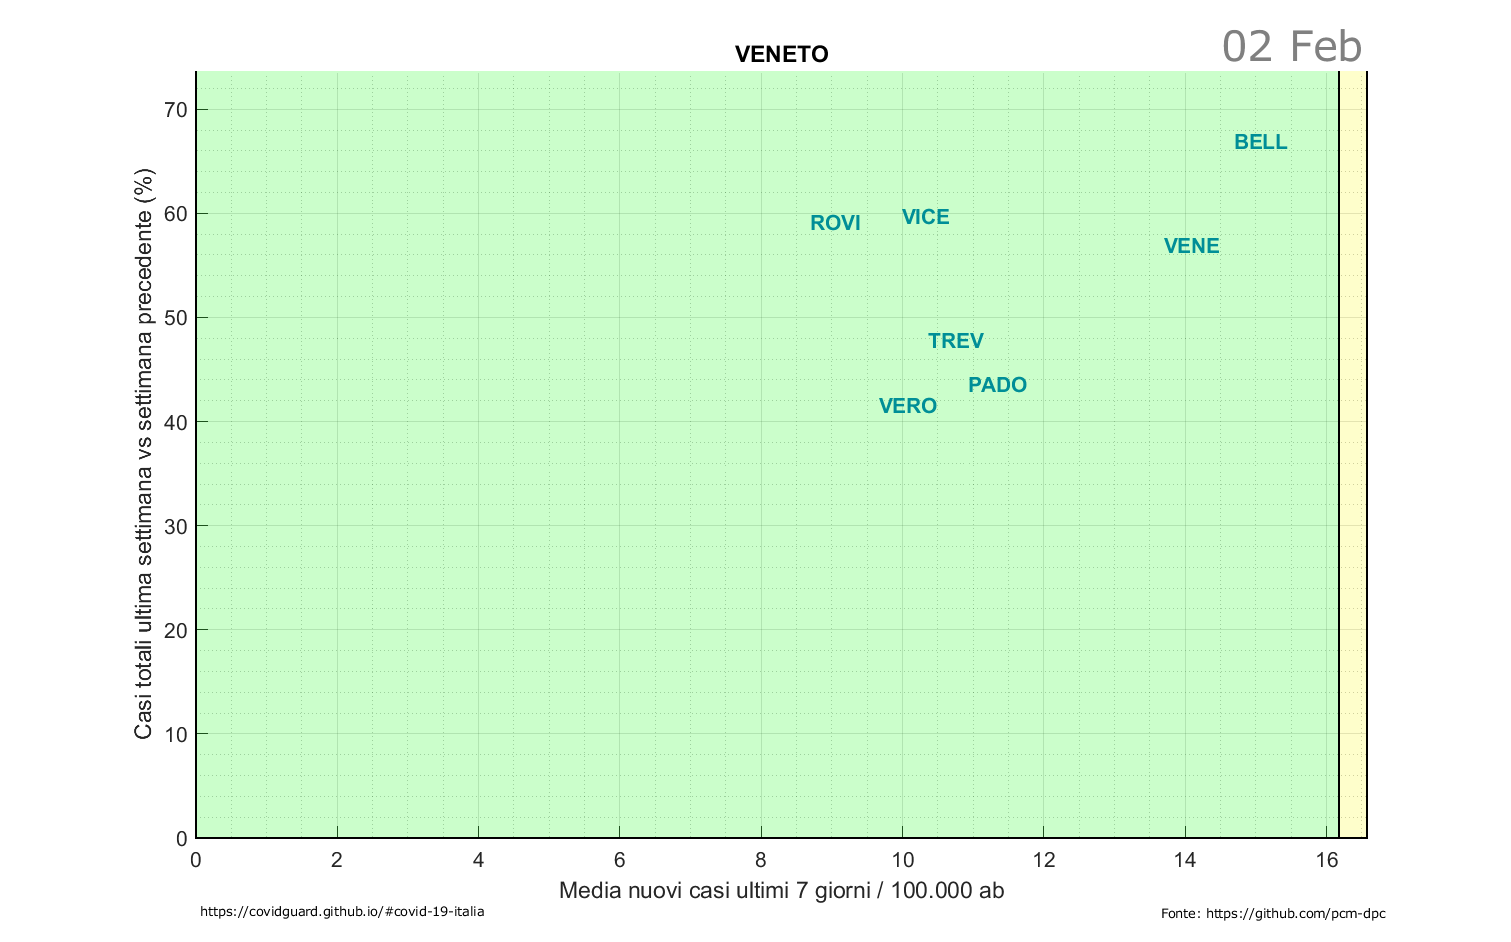 02 Feb
VENETO
Casi totali ultima settimana vs settimana precedente (%)
70
60
50
40
30
20
10
0
BELL
VICE
ROVI
VENE
TREV
PADO
VERO
0 2 4 6 8 10 12 14 16
Media nuovi casi ultimi 7 giorni / 100.000 ab
https://covidguard.github.io/#covid-19-italia
Fonte: https://github.com/pcm-dpc